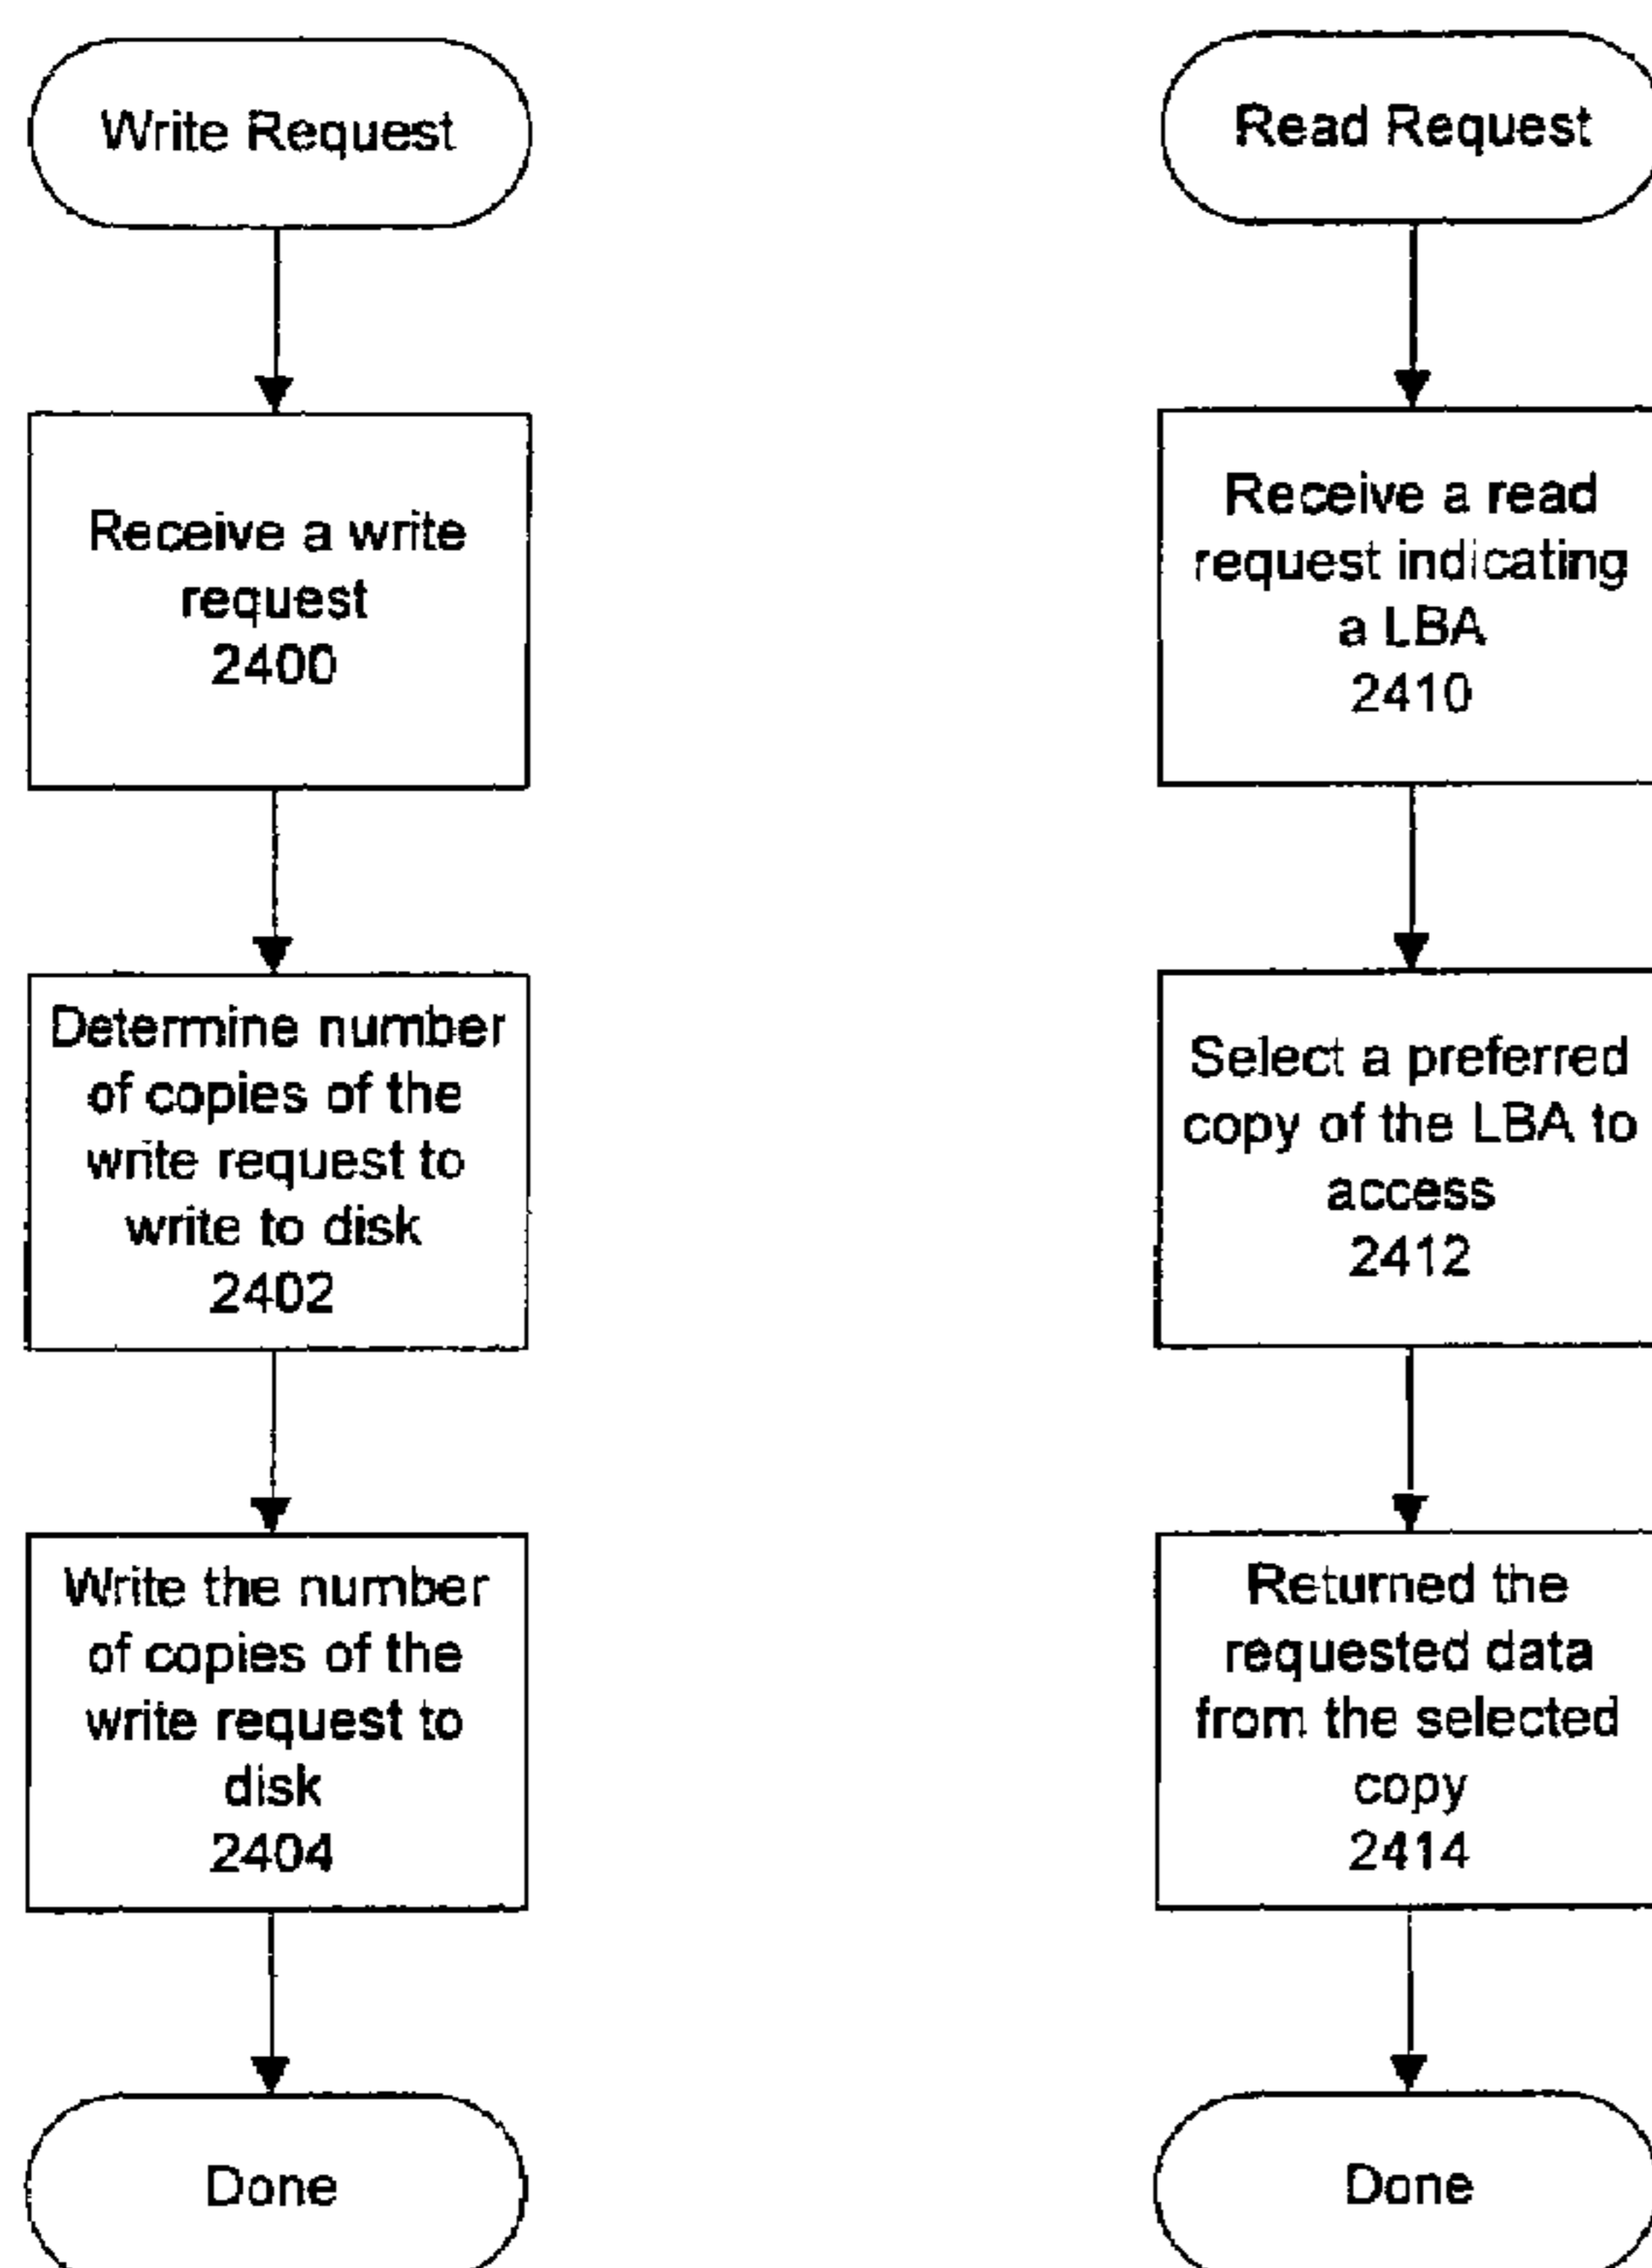 Write Request
Receive a write
request
2400
Determine number
of copies of the
write request to
write to disk
2402
Write the number
of copies of the
write request to
disk
2404
Done
Read Request
Receive a read
request indicating
a LBA
2410
Select a preferred
copy of the LBA to
access
2412
Returned the
requested data
from the selected
copy
2414
Done